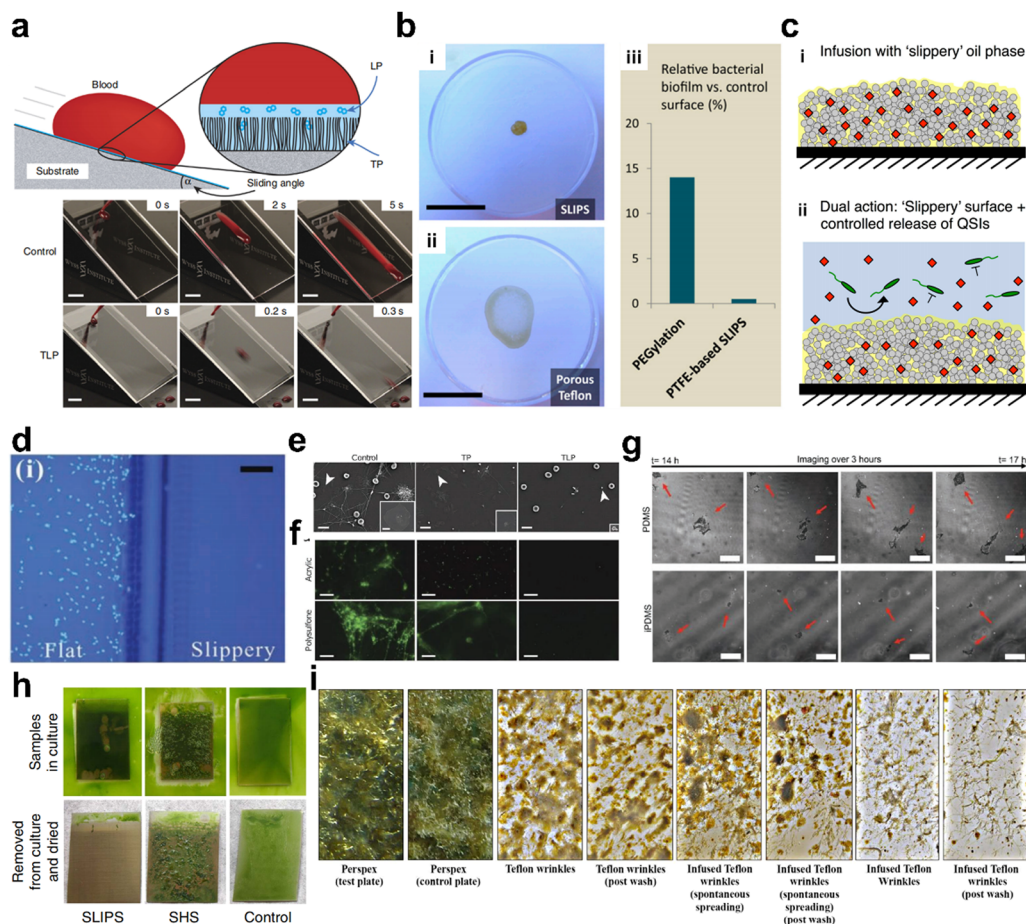 a
Blood
LP
TP
Substrate
α
Sliding angle
0 s
2 s
5 s
Control
0 s
0.2 s
0.3 s
TLP
b
i
SLIPS
ii
Porous
Teflon
iii
Relative bacterial
biofilm vs. control
surface (%)
20
15
10
5
0
PEGylation
PTFE-based SLIPS
c
i
Infusion with ‘slippery’ oil phase
ii
Dual action: ‘Slippery’ surface +
controlled release of QSIs
d
(i)
Flat
Slippery
e
Control
TP
TLP
f
Acrylic
Polysulfone
g
t= 14 h
Imaging over 3 hours
t= 17 h
PDMS
iPDMS
h
Samples
in culture
Removed
from culture
and dried
SLIPS
SHS
Control
i
Perspex
(test plate)
Perspex
(control plate)
Teflon wrinkles
Teflon wrinkles
(post wash)
Infused Teflon
wrinkles
(spontaneous
spreading)
Infused Teflon
wrinkles
(spontaneous
spreading) post wash
Infused Teflon
Wrinkles
Infused Teflon
wrinkles
(post wash)